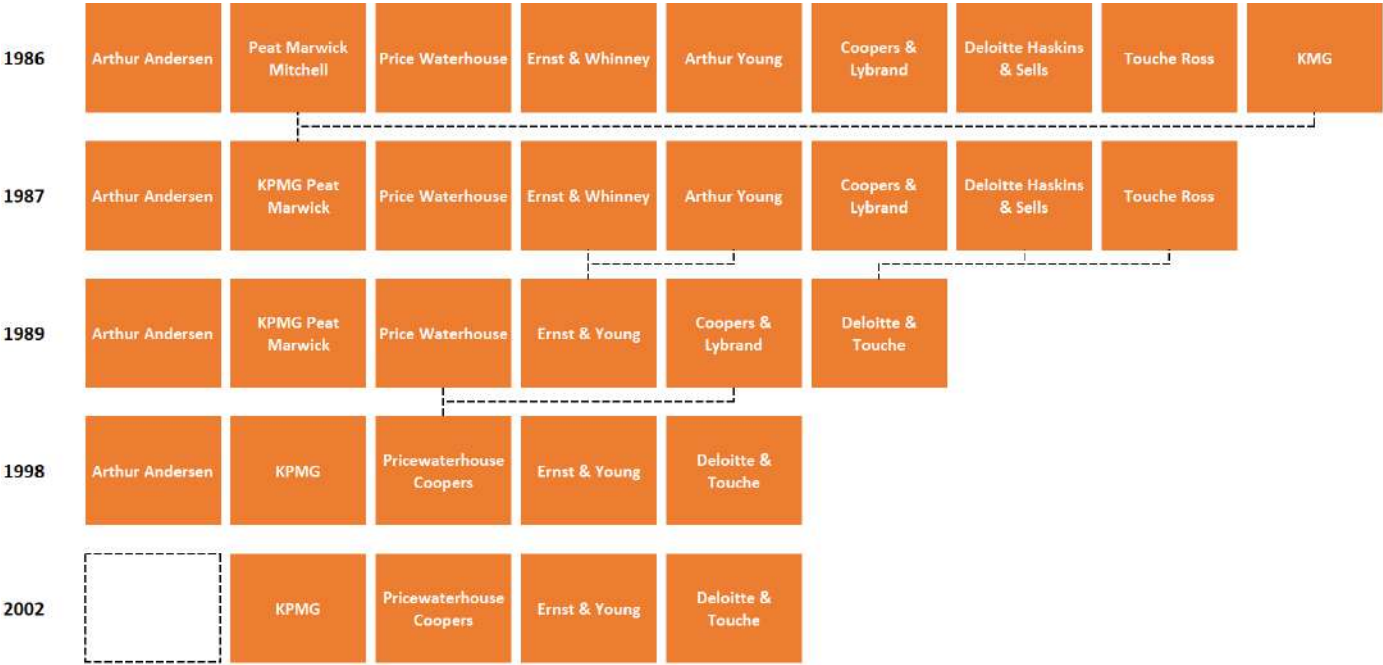 1986
Arthur Andersen
Peat Marwick
Mitchell
Price Waterhouse
Ernst & Whinney
Arthur Young
Coopers &
Lybrand
Deloitte Haskins
& Sells
Touche Ross
KMG
1987
Arthur Andersen
KPMG Peat
Marwick
Price Waterhouse
Ernst & Whinney
Arthur Young
Coopers &
Lybrand
Deloitte Haskins
& Sells
Touche Ross
1989
Arthur Andersen
KPMG Peat
Marwick
Price Waterhouse
Ernst & Young
Coopers &
Lybrand
Deloitte &
Touche
1998
Arthur Andersen
KPMG
Pricewaterhouse
Coopers
Ernst & Young
Deloitte &
Touche
2002
KPMG
Pricewaterhouse
Coopers
Ernst & Young
Deloitte &
Touche